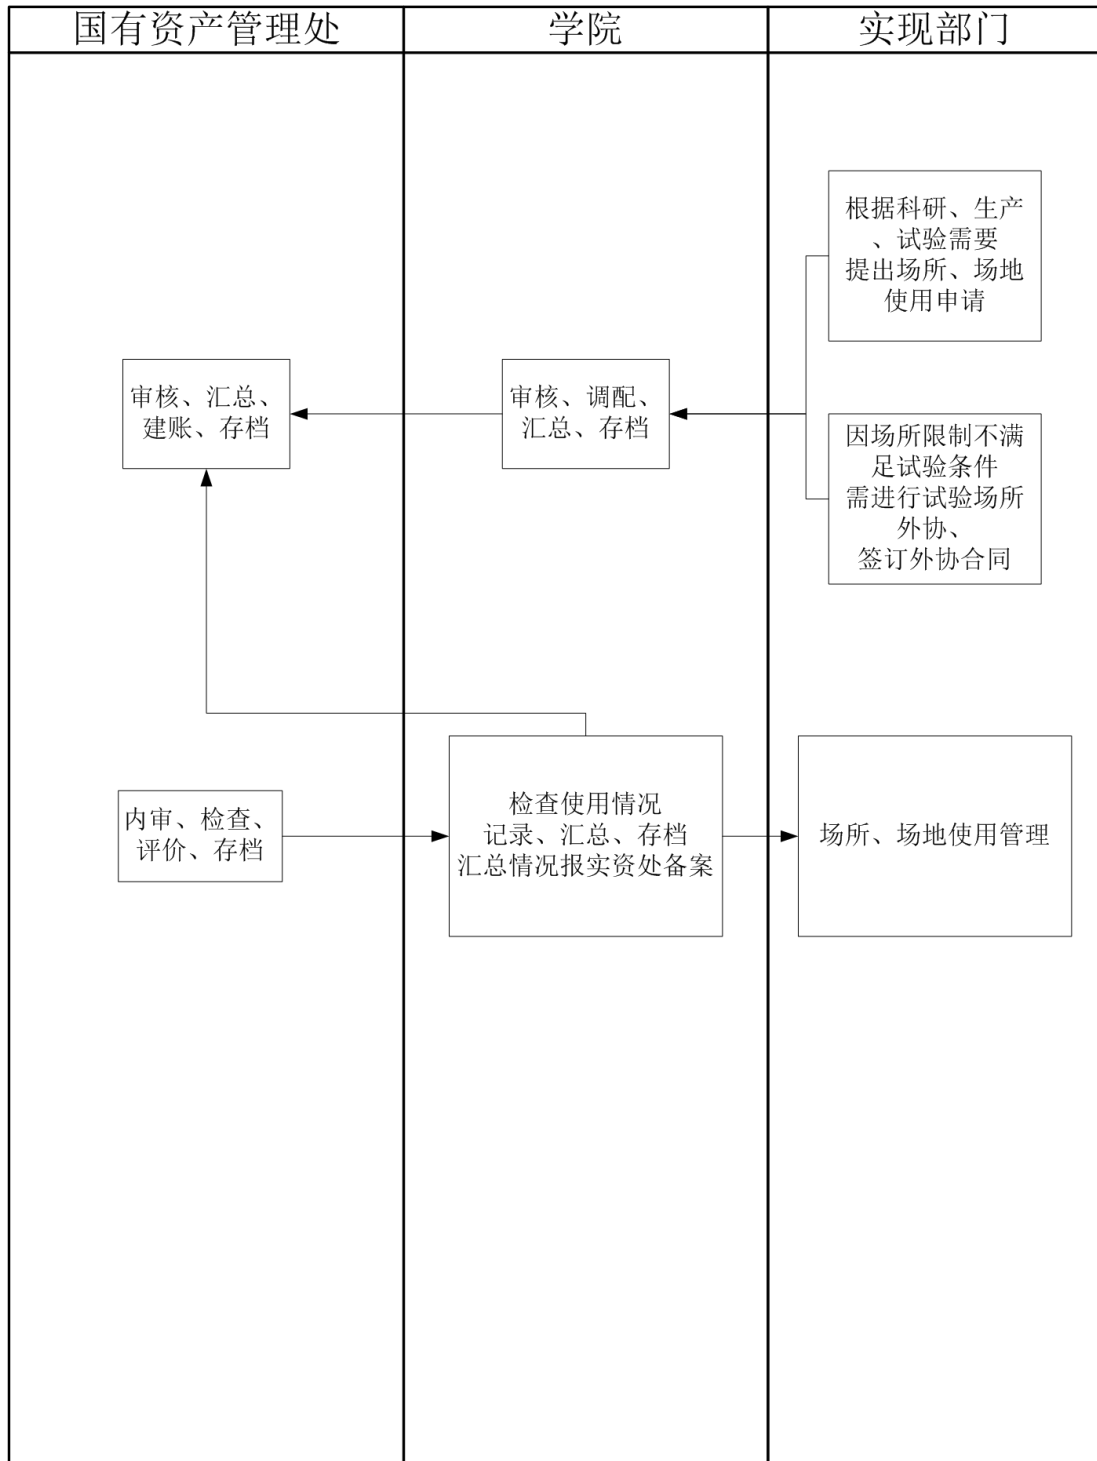 国有资产管理处
学院
实现部门
根据科研、生产
、试验需要
提出场所、场地
使用申请
审核、汇总、
建账、存档
审核、调配、
汇总、存档
因场所限制不满
足试验条件
需进行试验场所
外协、
签订外协合同
内审、检查、
评价、存档
检查使用情况
记录、汇总、存档
汇总情况报实资处备案
场所、场地使用管理